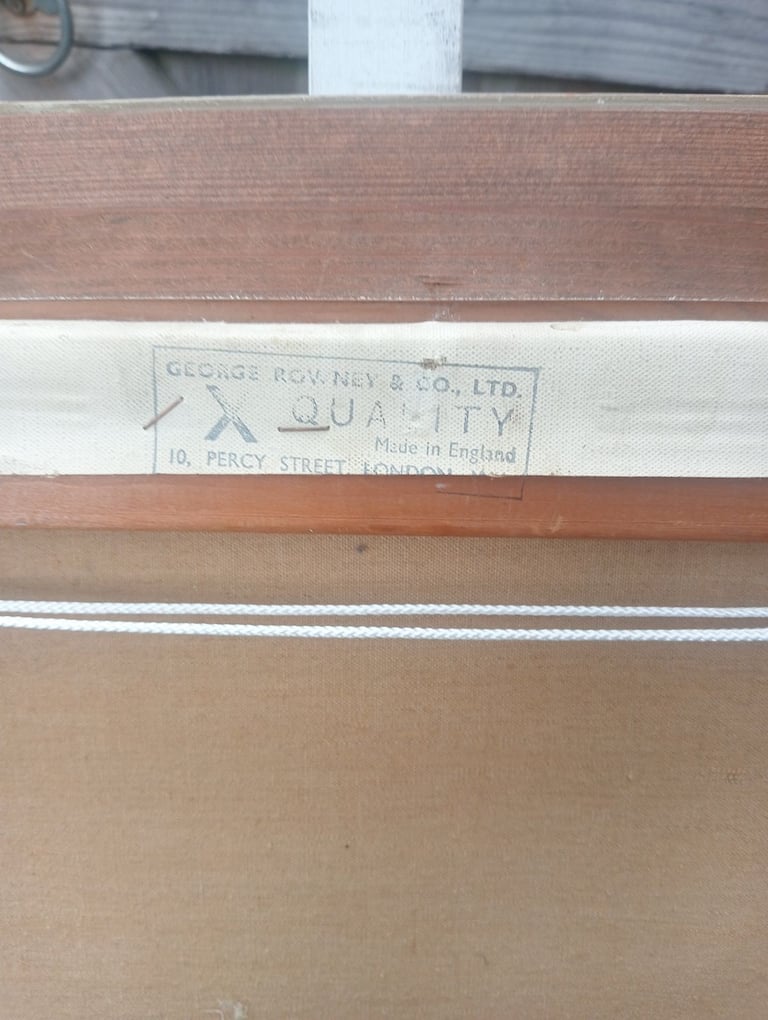 GEORGE ROWNEY & CO., LTD.
X QUALITY
Made in England
10, PERCY STREET, LONDON